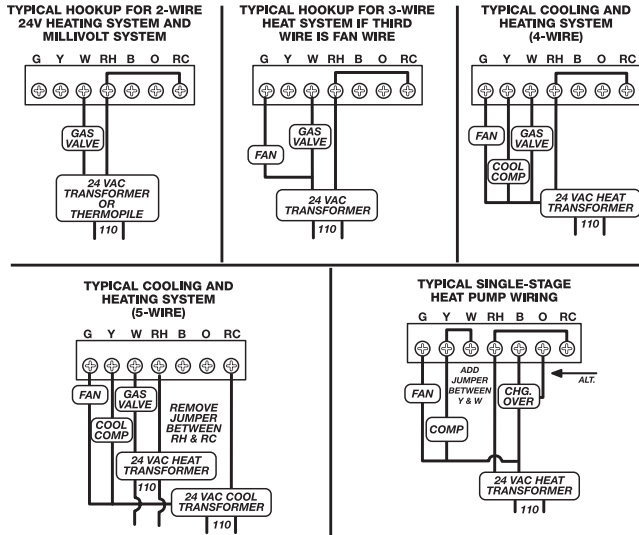 TYPICAL HOOKUP FOR 2-WIRE
24V HEATING SYSTEM AND
MILLIVOLT SYSTEM
G Y W RH B O RC
GAS
VALVE
24 VAC
TRANSFORMER
OR
THERMOPILE
110
TYPICAL HOOKUP FOR 3-WIRE
HEAT SYSTEM IF THIRD
WIRE IS FAN WIRE
G Y W RH B O RC
FAN
GAS
VALVE
24 VAC
TRANSFORMER
110
TYPICAL COOLING AND
HEATING SYSTEM
(4-WIRE)
G Y W RH B O RC
FAN
GAS
VALVE
COOL
COMP
24 VAC HEAT
TRANSFORMER
110
TYPICAL COOLING AND
HEATING SYSTEM
(5-WIRE)
G Y W RH B O RC
FAN
GAS
VALVE
COOL
COMP
REMOVE
JUMPER
BETWEEN
RH & RC
24 VAC HEAT
TRANSFORMER
110
24 VAC COOL
TRANSFORMER
110
TYPICAL SINGLE-STAGE
HEAT PUMP WIRING
G Y W RH B O RC
ADD
JUMPER
BETWEEN
Y & W
ALT.
FAN
CHG.
OVER
COMP
24 VAC HEAT
TRANSFORMER
110